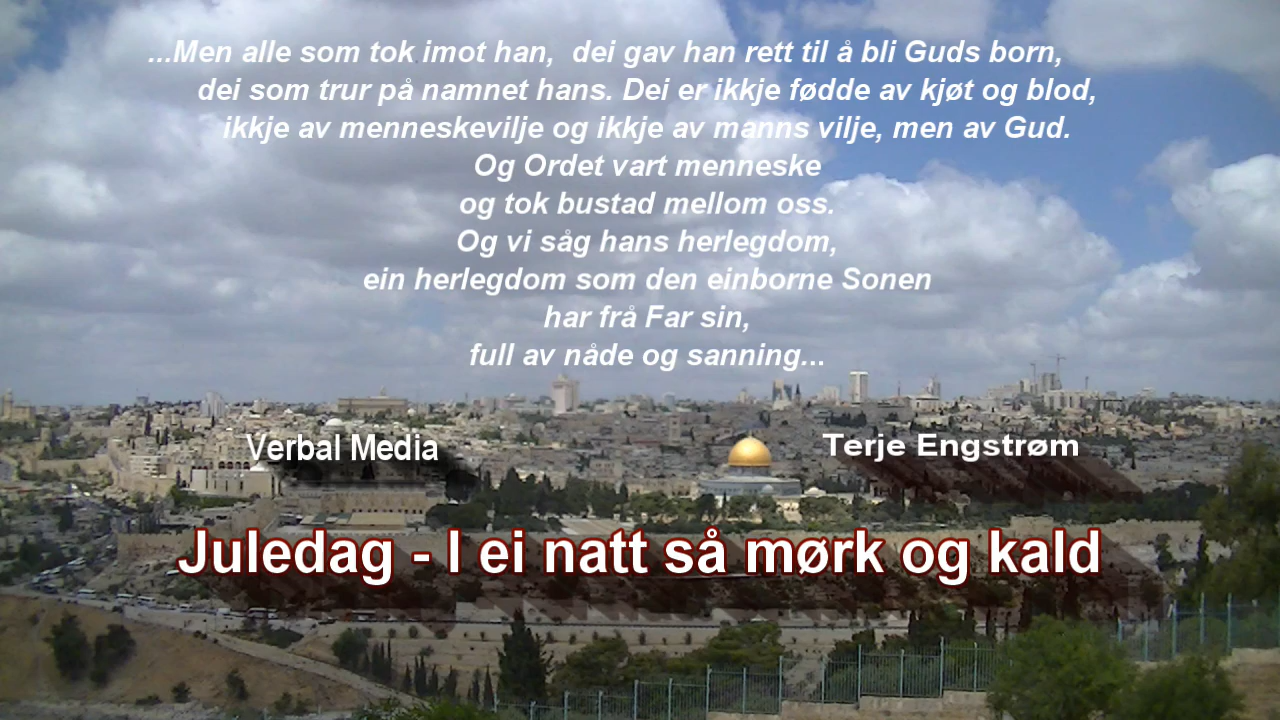 ...Men alle som tok imot han, dei gav han rett til å bli Guds born,
dei som trur på namnet hans. Dei er ikkje fødde av kjøt og blod,
ikkje av menneskevilje og ikkje av manns vilje, men av Gud.
Og Ordet vart menneske
og tok bustad mellom oss.
Og vi såg hans herlegdom,
ein herlegdom som den einborne Sonen
har frå Far sin,
full av nåde og sanning...
Verbal Media
Terje Engstrøm
Juledag - I ei natt så mørk og kald